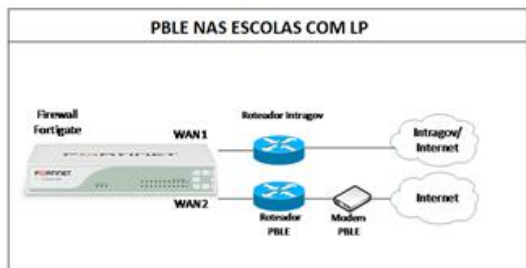 PBLE NAS ESCOLAS COM LP
Firewall
Fortigate
WAN1
Roteador Intragov
Intragov/
Internet
FORTINET
FORTINET
WAN2
Roteador
PBLE
Modem
PBLE
Internet